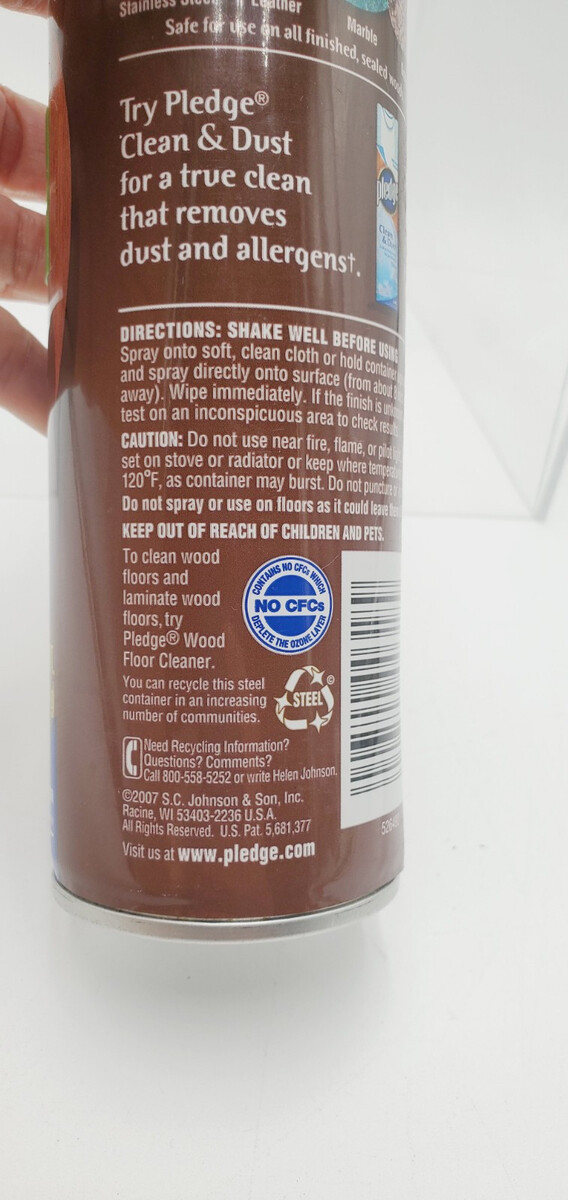 Stainless Steel Leather
Marble
Safe for use on all finished, sealed wood
Try Pledge®
Clean & Dust
for a true clean
that removes
dust and allergens†.
pledge
Clean
&
DIRECTIONS: SHAKE WELL BEFORE USING
Spray onto soft, clean cloth or hold container
and spray directly onto surface (from about
away). Wipe immediately. If the finish is
test on an inconspicuous area to check
CAUTION: Do not use near fire, flame, or pilot
set on stove or radiator or keep where
120°F, as container may burst. Do not puncture
Do not spray or use on floors as it could leave
KEEP OUT OF REACH OF CHILDREN AND PETS.
To clean wood
floors and
laminate wood
floors, try
Pledge® Wood
Floor Cleaner.
CONTAINS NO CFCs WHICH
NO CFCs
DEPLETE THE OZONE LAYER
You can recycle this steel
container in an increasing
number of communities.
STEEL ©
Need Recycling Information?
Questions? Comments?
Call 800-558-5252 or write Helen Johnson.
©2007 S.C. Johnson & Son, Inc.
Racine, WI 53403-2236 U.S.A.
All Rights Reserved. U.S. Pat. 5,681,377
Visit us at www.pledge.com